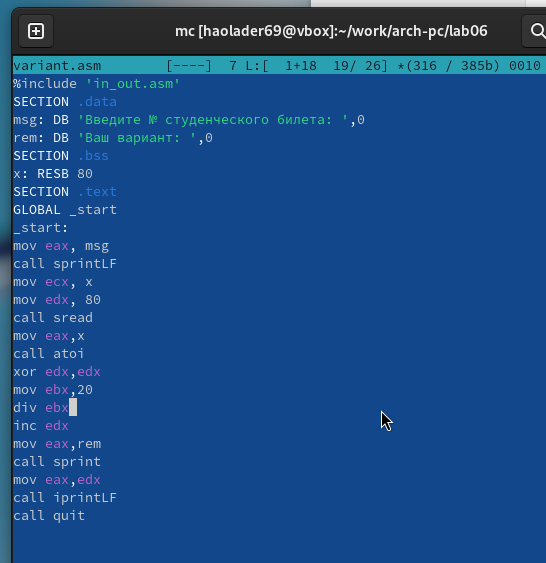 mc [haolader69@vbox]:~/work/arch-pc/lab06
variant.asm [----] 7 L:[ 1+18 19/ 26] *(316 / 385b) 0010
%include 'in_out.asm'
SECTION .data
msg: DB 'Введите № студенческого билета: ',0
rem: DB 'Ваш вариант: ',0
SECTION .bss
x: RESB 80
SECTION .text
GLOBAL _start
_start:
mov eax, msg
call sprintLF
mov ecx, x
mov edx, 80
call sread
mov eax,x
call atoi
xor edx,edx
mov ebx,20
div ebx
inc edx
mov eax,rem
call sprint
mov eax,edx
call iprintLF
call quit